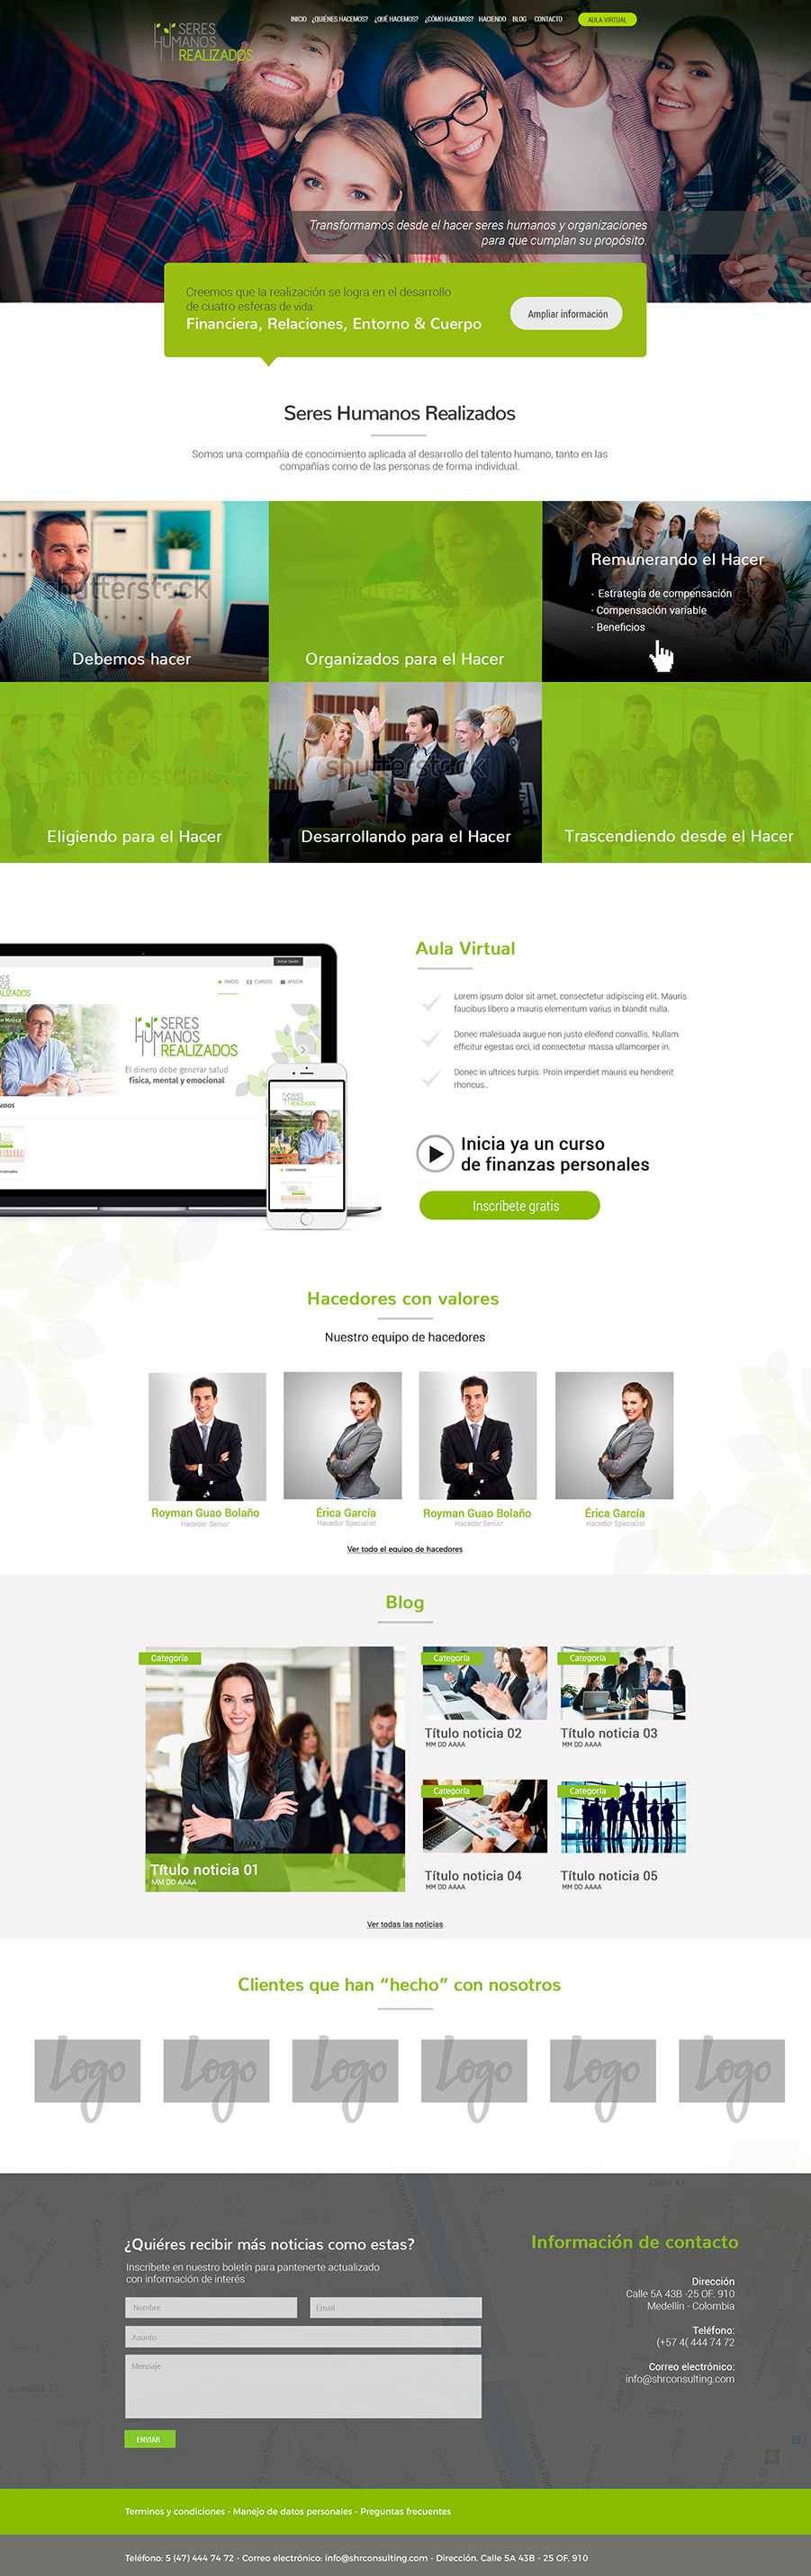 SERES
HUMANOS
REALIZADOS
INICIO ¿QUIÉNES HACEMOS? ¿QUÉ HACEMOS? ¿CÓMO HACEMOS? HACIENDO BLOG CONTACTO AULA VIRTUAL
Transformamos desde el hacer seres humanos y organizaciones
para que cumplan su propósito.
Creemos que la realización se logra en el desarrollo
de cuatro esferas de vida:
Financiera, Relaciones, Entorno & Cuerpo
Ampliar información
Seres Humanos Realizados
Somos una compañía de conocimiento aplicada al desarrollo del talento humano, tanto en las
compañías como de las personas de forma individual.
shutterstock
Debemos hacer
Organizados para el Hacer
Remunerando el Hacer
· Estrategia de compensación
· Compensación variable
· Beneficios
Eligiendo para el Hacer
shutterstock
Desarrollando para el Hacer
Trascendiendo desde el Hacer
Iniciar Sesión
INICIO CURSOS AYUDA
SERES
HUMANOS
REALIZADOS
El dinero debe generar salud
física, mental y emocional
SERES
HUMANOS
REALIZADOS
Aula Virtual
Lorem ipsum dolor sit amet, consectetur adipiscing elit. Mauris
faucibus libero a mauris elementum varius in blandit nulla.
Donec malesuada augue non justo eleifend convallis. Nullam
efficitur egestas orci, id consectetur massa ullamcorper in.
Donec in ultrices turpis. Proin imperdiet mauris eu hendrerit
rhoncus..
Inicia ya un curso
de finanzas personales
Inscríbete gratis
Hacedores con valores
Nuestro equipo de hacedores
Royman Guao Bolaño
Hacedor Senior
Érica García
Hacedor Specialist
Royman Guao Bolaño
Hacedor Senior
Érica García
Hacedor Specialist
Ver todo el equipo de hacedores
Blog
Categoría
Título noticia 01
MM DD AAAA
Categoría
Título noticia 02
MM DD AAAA
Categoría
Título noticia 03
MM DD AAAA
Categoría
Título noticia 04
MM DD AAAA
Categoría
Título noticia 05
MM DD AAAA
Ver todas las noticias
Clientes que han “hecho” con nosotros
Logo Logo Logo Logo Logo Logo
¿Quiéres recibir más noticias como estas?
Inscríbete en nuestro boletín para pantenerte actualizado
con información de interés
Nombre
Email
Asunto
Mensaje
ENVIAR
Información de contacto
Dirección
Calle 5A 43B -25 OF. 910
Medellín - Colombia
Teléfono:
(+57 4( 444 74 72
Correo electrónico:
info@shrconsulting.com
Terminos y condiciones - Manejo de datos personales - Preguntas frecuentes
Teléfono: 5 (47) 444 74 72 - Correo electrónico: info@shrconsulting.com - Dirección. Calle 5A 43B - 25 OF. 910